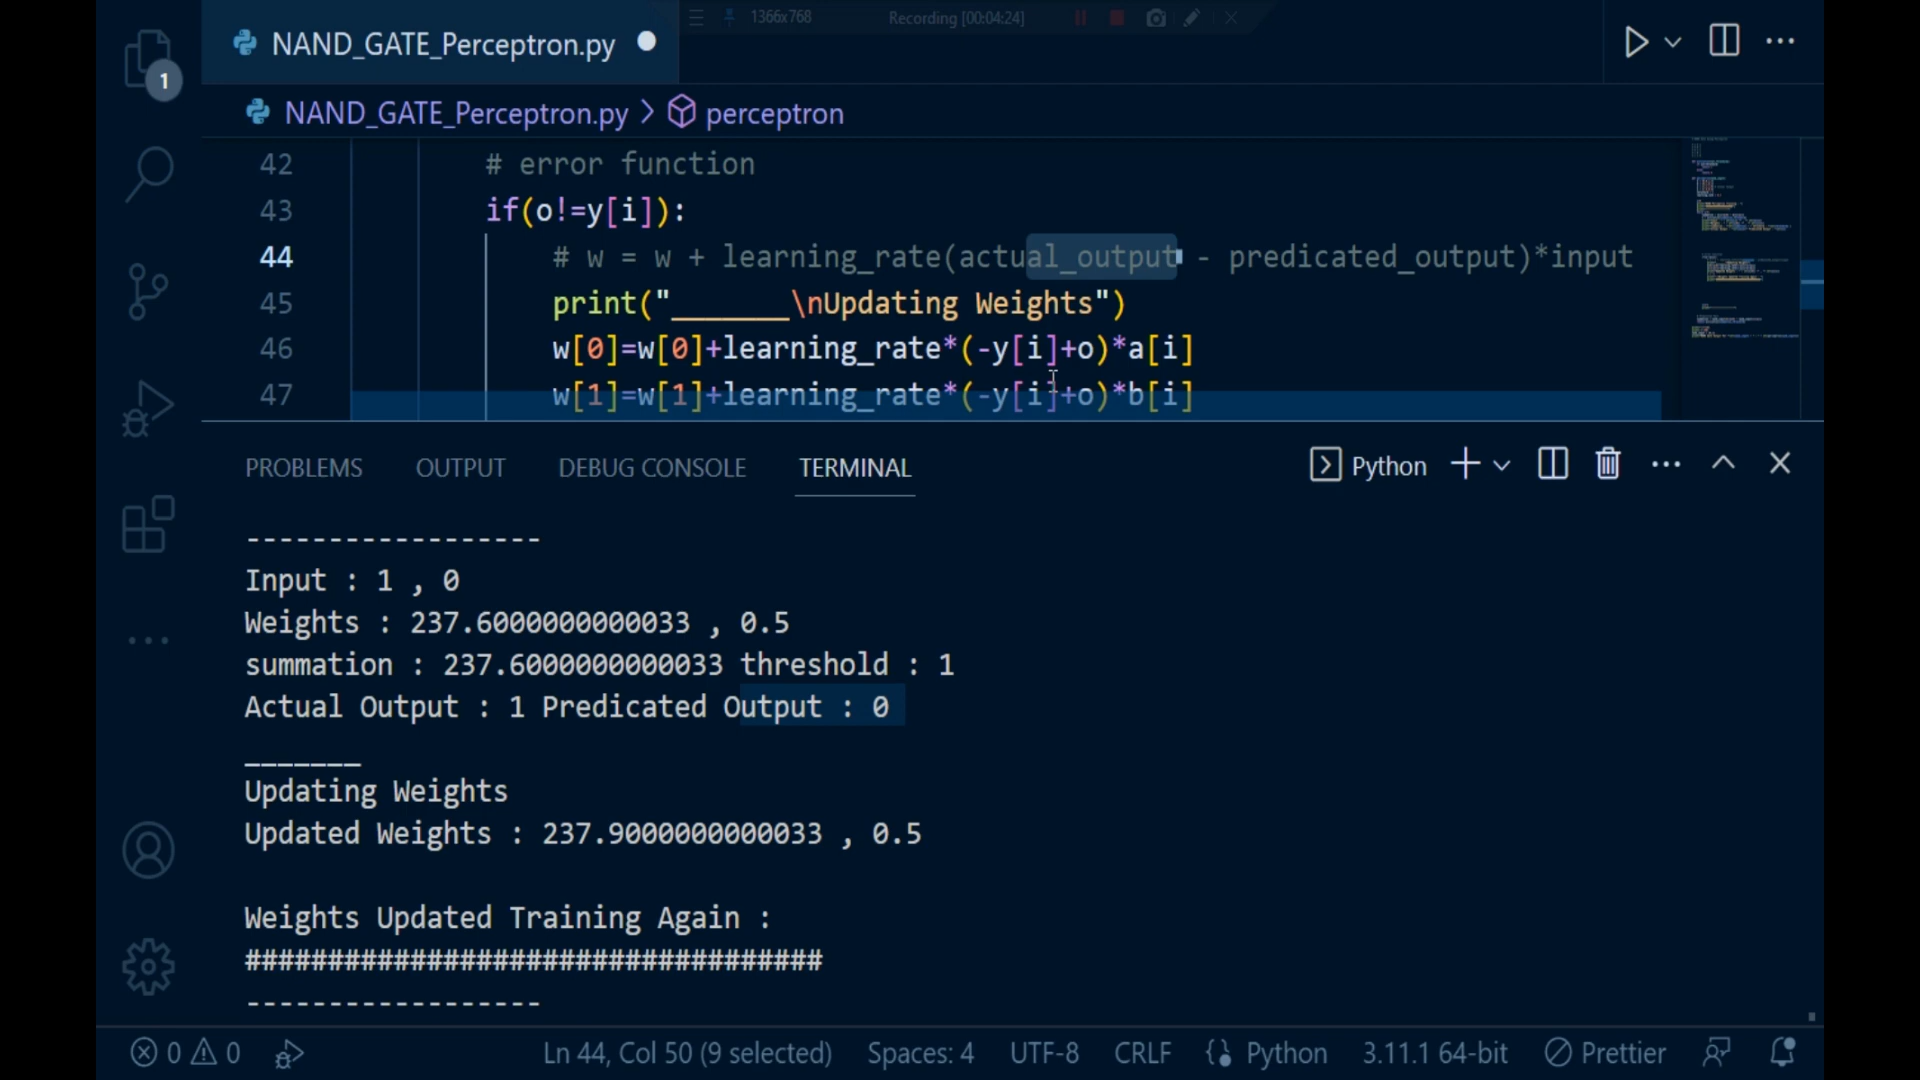 1366x768 Recording [00:04:24]
NAND_GATE_Perceptron.py
1
NAND_GATE_Perceptron.py > perceptron
42 # error function
43 if(o!=y[i]):
44 # w = w + learning_rate(actual_output - predicated_output)*input
45 print("_______\nUpdating Weights")
46 w[0]=w[0]+learning_rate*(-y[i]+o)*a[i]
47 w[1]=w[1]+learning_rate*(-y[i]+o)*b[i]
PROBLEMS OUTPUT DEBUG CONSOLE TERMINAL Python
------------------
Input : 1 , 0
Weights : 237.6000000000033 , 0.5
summation : 237.6000000000033 threshold : 1
Actual Output : 1 Predicated Output : 0
_______
Updating Weights
Updated Weights : 237.9000000000033 , 0.5
Weights Updated Training Again :
###################################
------------------
0 0 Ln 44, Col 50 (9 selected) Spaces: 4 UTF-8 CRLF Python 3.11.1 64-bit Prettier